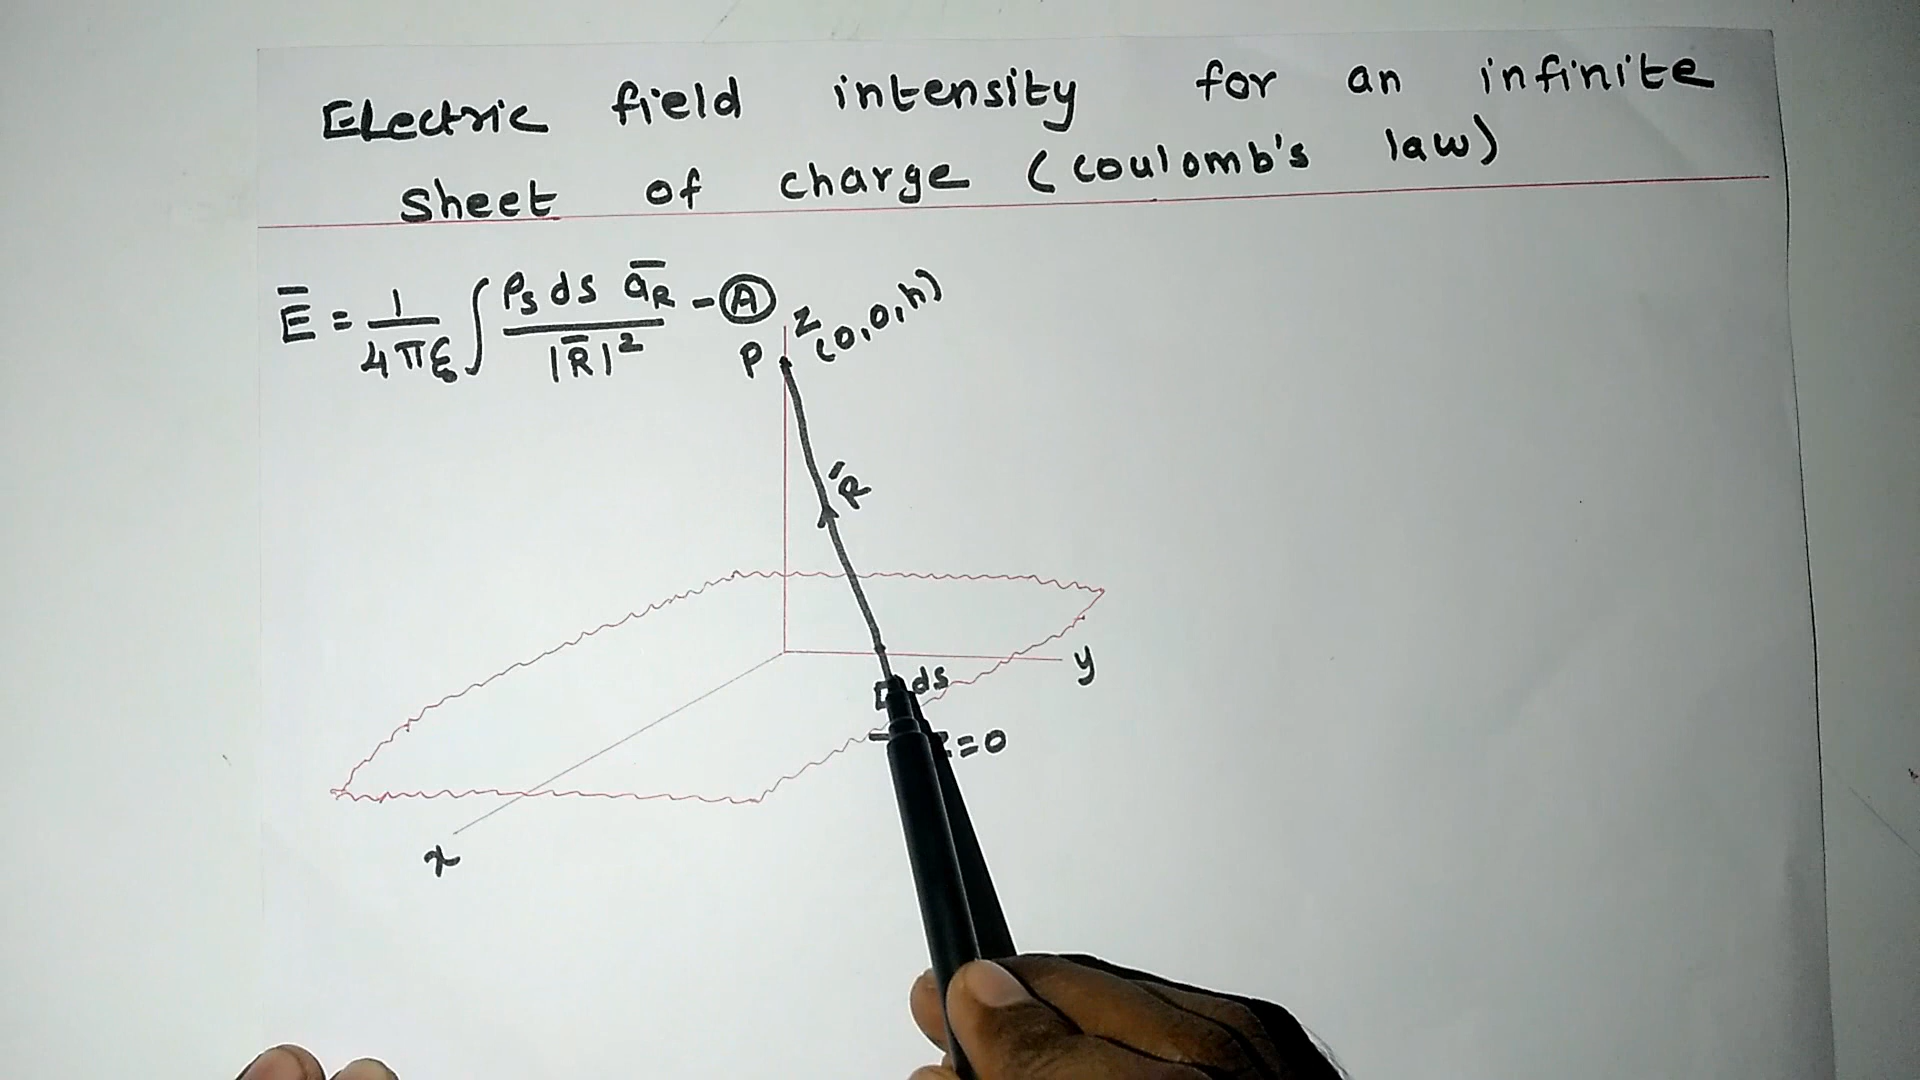 Electric field intensity for an infinite
sheet of charge (coulomb's law)
E̅ = 1/4πε ∫ ρs ds a̅R / |R̅|² - Ⓐ
z
P (0,0,h)
R̅
ds
y
z=0
x